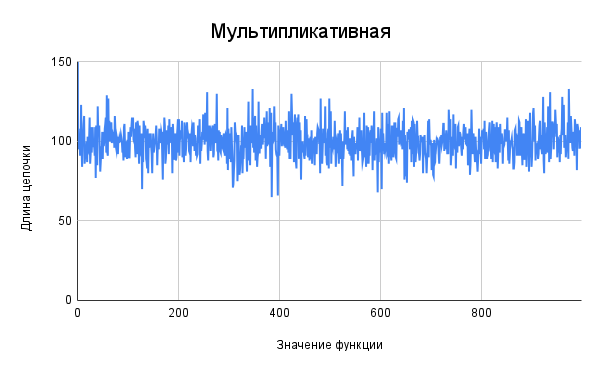 Мультипликативная
150
100
50
0
0 200 400 600 800
Длина цепочки
Значение функции